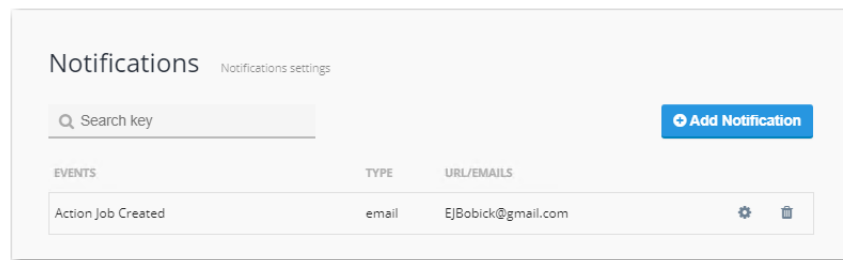 Notifications Notifications settings
Search key
Add Notification
EVENTS TYPE URL/EMAILS
Action Job Created email EJBobick@gmail.com